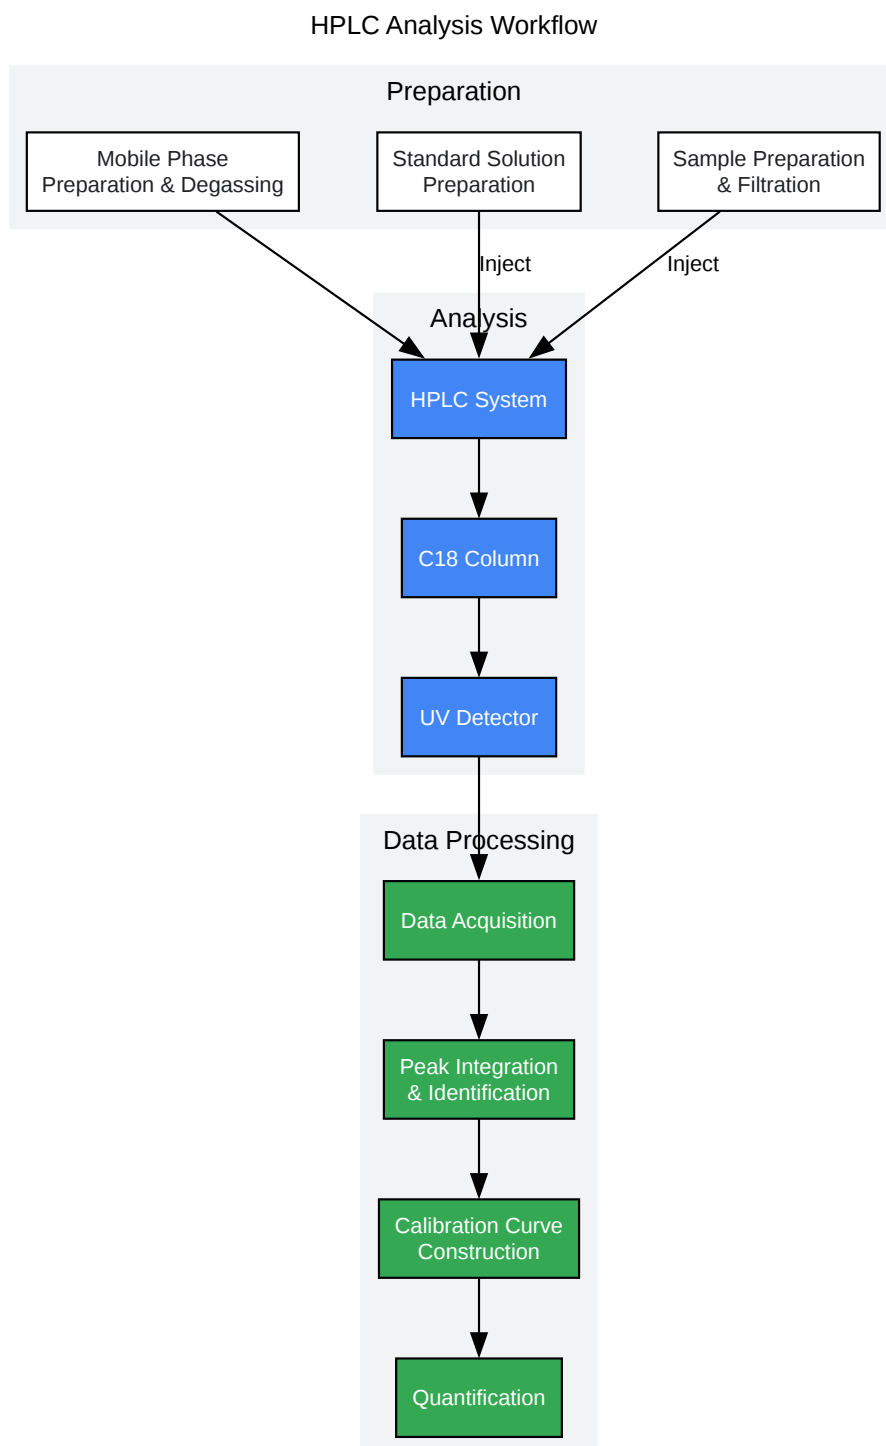 HPLC Analysis Workflow
Preparation
Mobile Phase
Preparation & Degassing
Standard Solution
Preparation
Sample Preparation
& Filtration
Inject
Inject
Analysis
HPLC System
C18 Column
UV Detector
Data Processing
Data Acquisition
Peak Integration
& Identification
Calibration Curve
Construction
Quantification